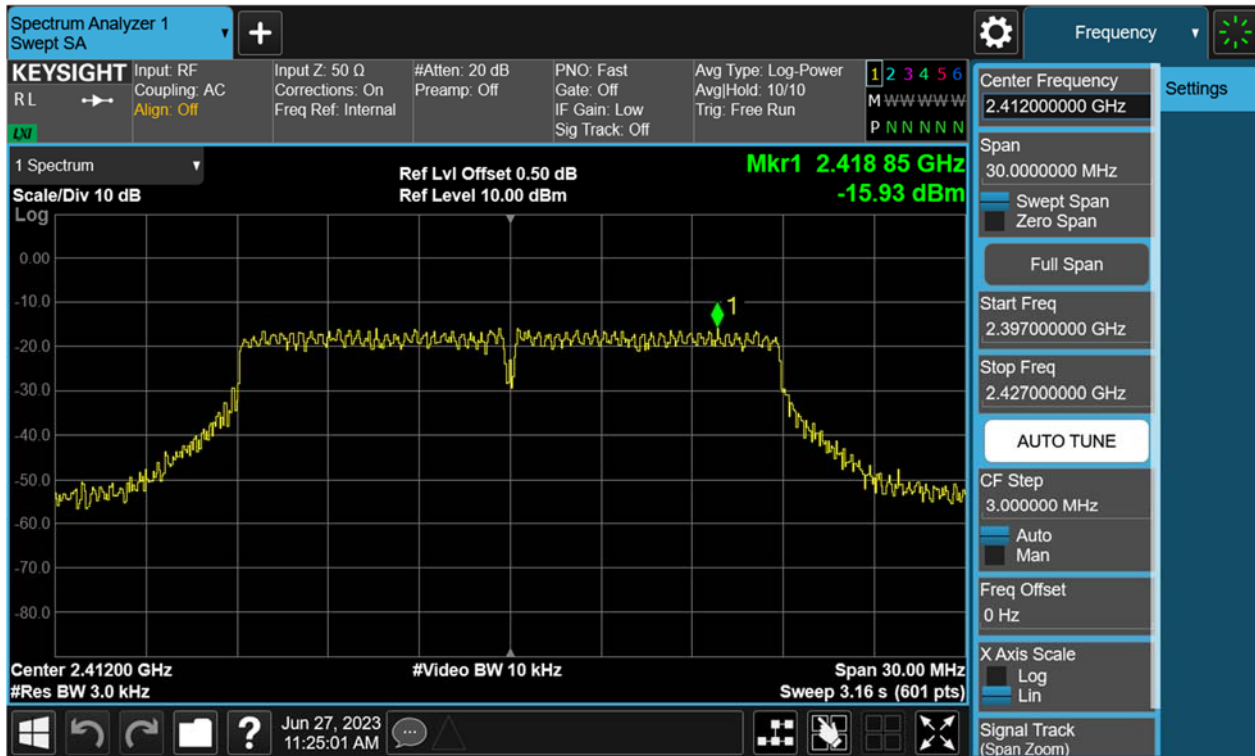 Spectrum Analyzer 1
Swept SA
+
Frequency
KEYSIGHT
R L
LXI
Input: RF
Coupling: AC
Align: Off
Input Z: 50 Ω
Corrections: On
Freq Ref: Internal
#Atten: 20 dB
Preamp: Off
PNO: Fast
Gate: Off
IF Gain: Low
Sig Track: Off
Avg Type: Log-Power
Avg|Hold: 10/10
Trig: Free Run
1 2 3 4 5 6
M W W W W W
P N N N N N
1 Spectrum
Scale/Div 10 dB
Ref Lvl Offset 0.50 dB
Ref Level 10.00 dBm
Mkr1 2.418 85 GHz
-15.93 dBm
Log
0.00
-10.0
-20.0
-30.0
-40.0
-50.0
-60.0
-70.0
-80.0
1
Center 2.41200 GHz
#Res BW 3.0 kHz
#Video BW 10 kHz
Span 30.00 MHz
Sweep 3.16 s (601 pts)
Center Frequency
2.412000000 GHz
Settings
Span
30.0000000 MHz
Swept Span
Zero Span
Full Span
Start Freq
2.397000000 GHz
Stop Freq
2.427000000 GHz
AUTO TUNE
CF Step
3.000000 MHz
Auto
Man
Freq Offset
0 Hz
X Axis Scale
Log
Lin
Signal Track
(Span Zoom)
?
Jun 27, 2023
11:25:01 AM